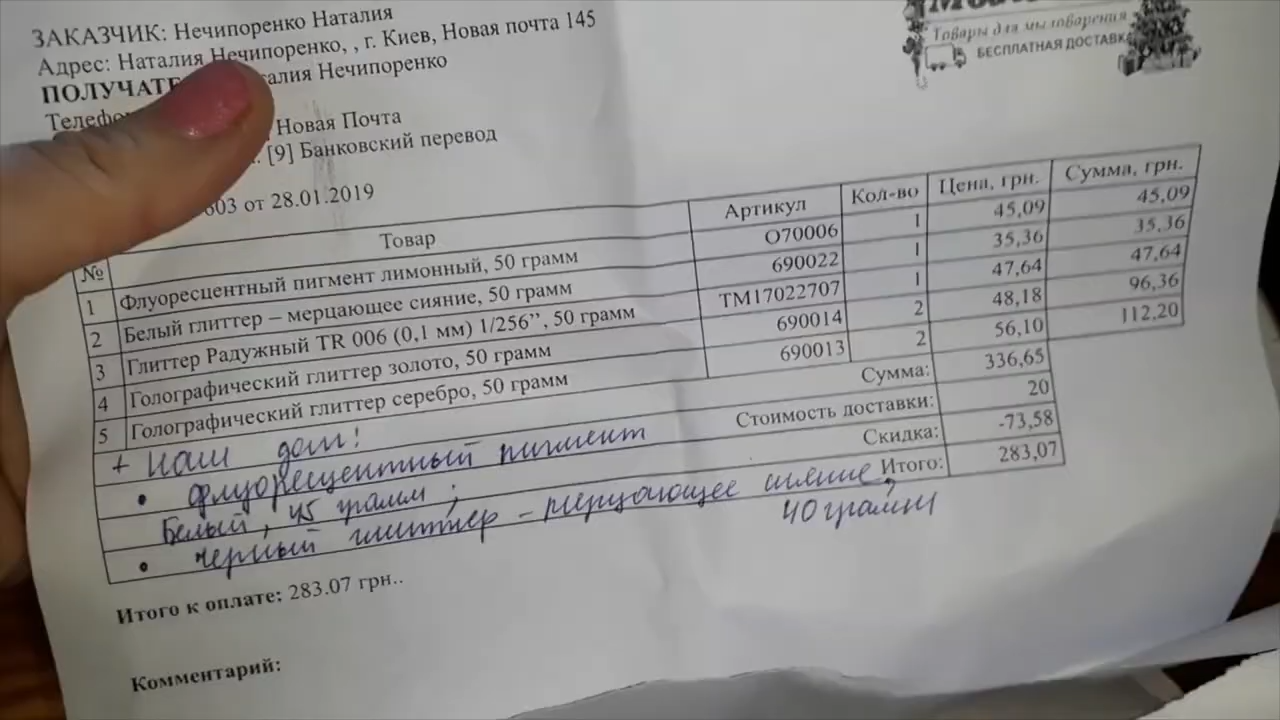 ЗАКАЗЧИК: Нечипоренко Наталия
Адрес: Наталия Нечипоренко, , г. Киев, Новая почта 145
ПОЛУЧАТЕ талия Нечипоренко
Телефо
Новая Почта
[9] Банковский перевод
603 от 28.01.2019
Товары для мыловарения
БЕСПЛАТНАЯ ДОСТАВКА
№ Товар Артикул Кол-во Цена, грн. Сумма, грн.
1 Флуоресцентный пигмент лимонный, 50 грамм О70006 1 45,09 45,09
2 Белый глиттер – мерцающее сияние, 50 грамм 690022 1 35,36 35,36
3 Глиттер Радужный TR 006 (0,1 мм) 1/256’’, 50 грамм ТМ17022707 1 47,64 47,64
4 Голографический глиттер золото, 50 грамм 690014 2 48,18 96,36
5 Голографический глиттер серебро, 50 грамм 690013 2 56,10 112,20
Сумма: 336,65
Стоимость доставки: 20
Скидка: -73,58
Итого: 283,07
+ Наш долг!
• флуоресцентный пигмент
Белый, 45 грамм;
• черный глиттер – мерцающее сияние,
40 грамм
Итого к оплате: 283.07 грн..
Комментарий: